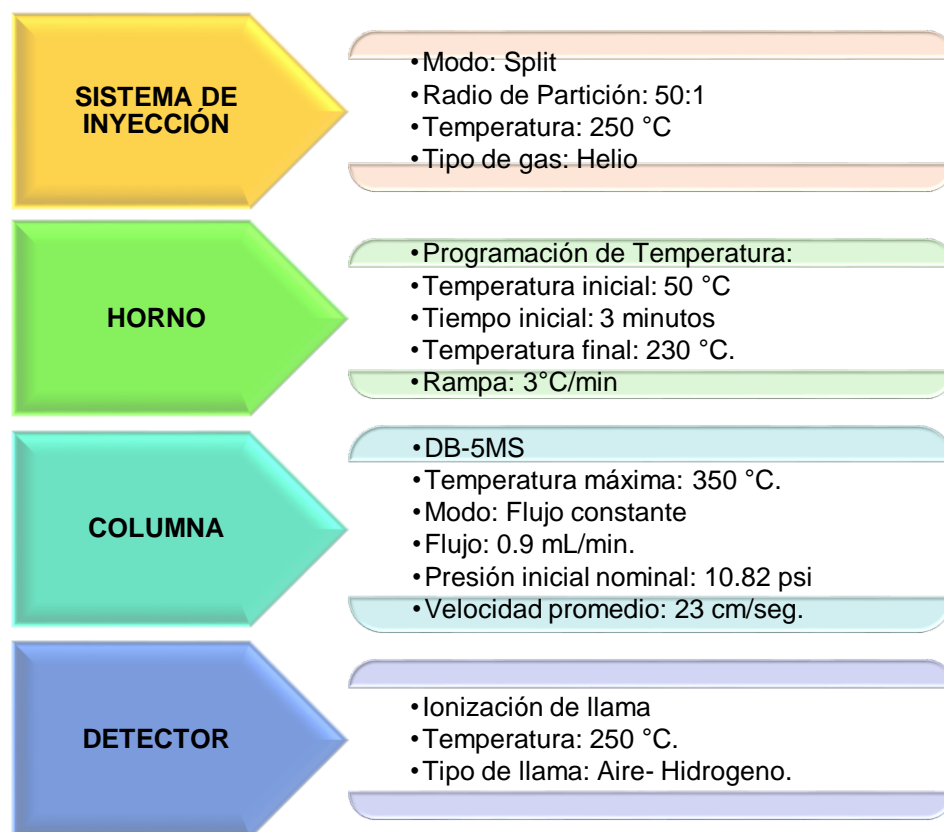 SISTEMA DE
INYECCIÓN
•Modo: Split
•Radio de Partición: 50:1
•Temperatura: 250 °C
•Tipo de gas: Helio
HORNO
•Programación de Temperatura:
•Temperatura inicial: 50 °C
•Tiempo inicial: 3 minutos
•Temperatura final: 230 °C.
•Rampa: 3°C/min
COLUMNA
•DB-5MS
•Temperatura máxima: 350 °C.
•Modo: Flujo constante
•Flujo: 0.9 mL/min.
•Presión inicial nominal: 10.82 psi
•Velocidad promedio: 23 cm/seg.
DETECTOR
•Ionización de llama
•Temperatura: 250 °C.
•Tipo de llama: Aire- Hidrogeno.